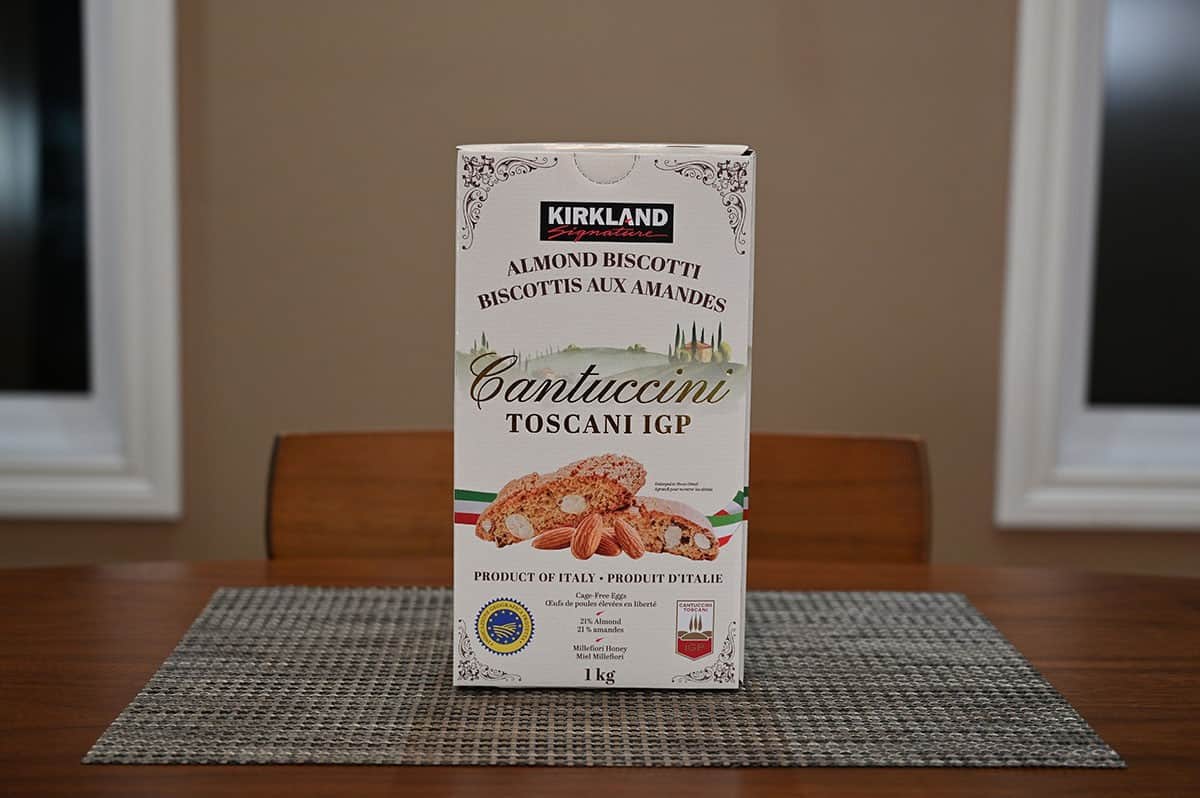 KIRKLAND
Signature
ALMOND BISCOTTI
BISCOTTIS AUX AMANDES
Cantuccini
TOSCANI IGP
PRODUCT OF ITALY • PRODUIT D'ITALIE
Cage-Free Eggs
Œufs de poules élevées en liberté
21% Almond
21 % amandes
Millefiori Honey
Miel Millefiori
1 kg
CANTUCCINI
TOSCANI
IGP